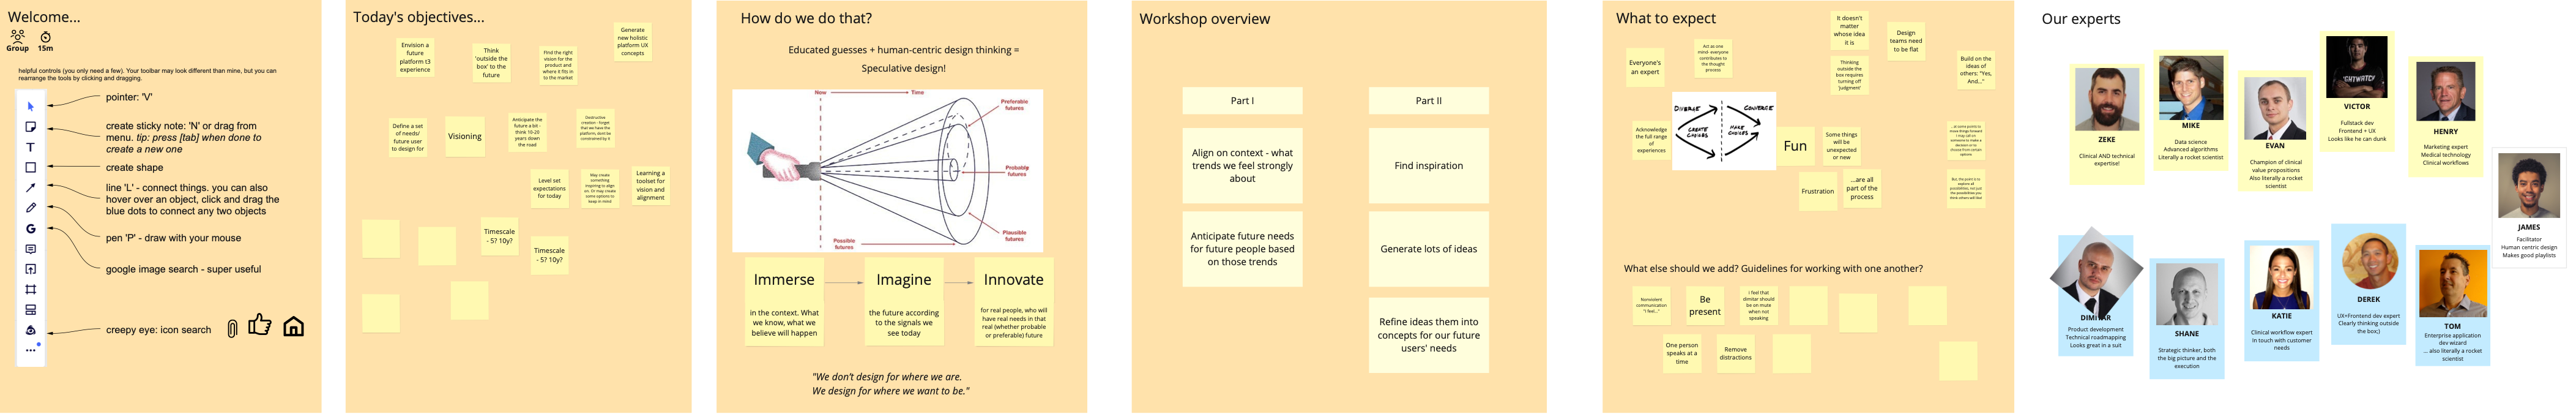 Welcome...
Group
15m
helpful controls (you only need a few). Your toolbar may look different than mine, but you can
rearrange the tools by clicking and dragging.
pointer: 'V'
create sticky note: 'N' or drag from
menu. tip: press [tab] when done to
create a new one
create shape
line 'L' - connect things. you can also
hover over an object, click and drag the
blue dots to connect any two objects
pen 'P' - draw with your mouse
google image search - super useful
creepy eye: icon search
Today's objectives...
Envision a
future
platform t3
experience
Think
'outside the
box' to the
future
Find the right
vision for the
product and
where it fits in
to the market
Generate
new holistic
platform UX
concepts
Define a set
of needs/
future user
to design for
Visioning
Anticipate the
future a bit -
think 10-20
years down
the road
Destructive
creation - forget
that we have the
platform, dont be
constrained by it
Level set
expectations
for today
May create
something
inspiring to align
on. Or may create
some options to
keep in mind
Learning a
toolset for
vision and
alignment
Timescale
- 5? 10y?
Timescale
- 5? 10y?
How do we do that?
Educated guesses + human-centric design thinking =
Speculative design!
Now
Time
Preferable
futures
Probable
futures
Plausible
futures
Possible
futures
Immerse
in the context. What
we know, what we
believe will happen
Imagine
the future according
to the signals we
see today
Innovate
for real people, who will
have real needs in that
real (whether probable
or preferable) future
"We don't design for where we are.
We design for where we want to be."
Workshop overview
Part I
Align on context - what
trends we feel strongly
about
Anticipate future needs
for future people based
on those trends
Part II
Find inspiration
Generate lots of ideas
Refine ideas them into
concepts for our future
users' needs
What to expect
Everyone's
an expert
Act as one
mind- everyone
contributes to
the thought
process
It doesn't
matter
whose idea
it is
Design
teams need
to be flat
Thinking
outside the
box requires
turning off
'judgment'
Build on the
ideas of
others: "Yes,
And..."
Acknowledge
the full range
of
experiences
DIVERGE
CONVERGE
CREATE
CHOICES
MAKE
CHOICES
Fun
Some things
will be
unexpected
or new
Frustration
...are all
part of the
process
What else should we add? Guidelines for working with one another?
Nonviolent
communication
"I feel..."
Be
present
I feel that
dimitar should
be on mute
when not
speaking
One person
speaks at a
time
Remove
distractions
Our experts
ZEKE
Clinical AND technical
expertise!
MIKE
Data science
Advanced algorithms
Literally a rocket scientist
EVAN
Champion of clinical
value propositions
Also literally a rocket
scientist
VICTOR
Fullstack dev
Frontend + UX
Looks like he can dunk
HENRY
Marketing expert
Medical technology
Clinical workflows
JAMES
Facilitator
Human centric design
Makes good playlists
Product development
Technical roadmapping
Looks great in a suit
SHANE
Strategic thinker, both
the big picture and the
execution
KATIE
Clinical workflow expert
In touch with customer
needs
DEREK
UX+Frontend dev expert
Clearly thinking outside
the box;)
TOM
Enterprise application
dev wizard
... also literally a rocket
scientist